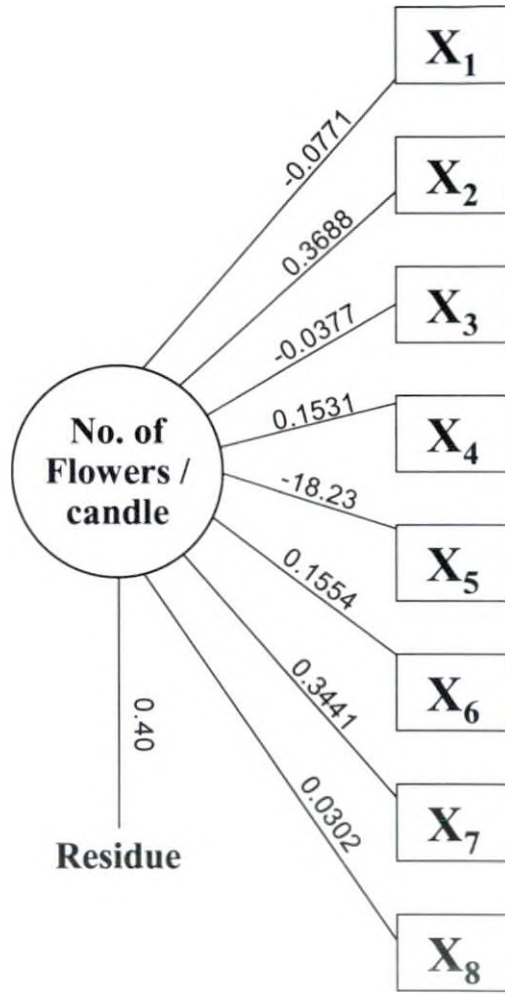 X₁
-0.0771
X₂
0.3688
X₃
-0.0377
No. of
Flowers /
candle
0.1531
X₄
-18.23
X₅
0.1554
X₆
0.3441
X₇
0.0302
X₈
0.40
Residue